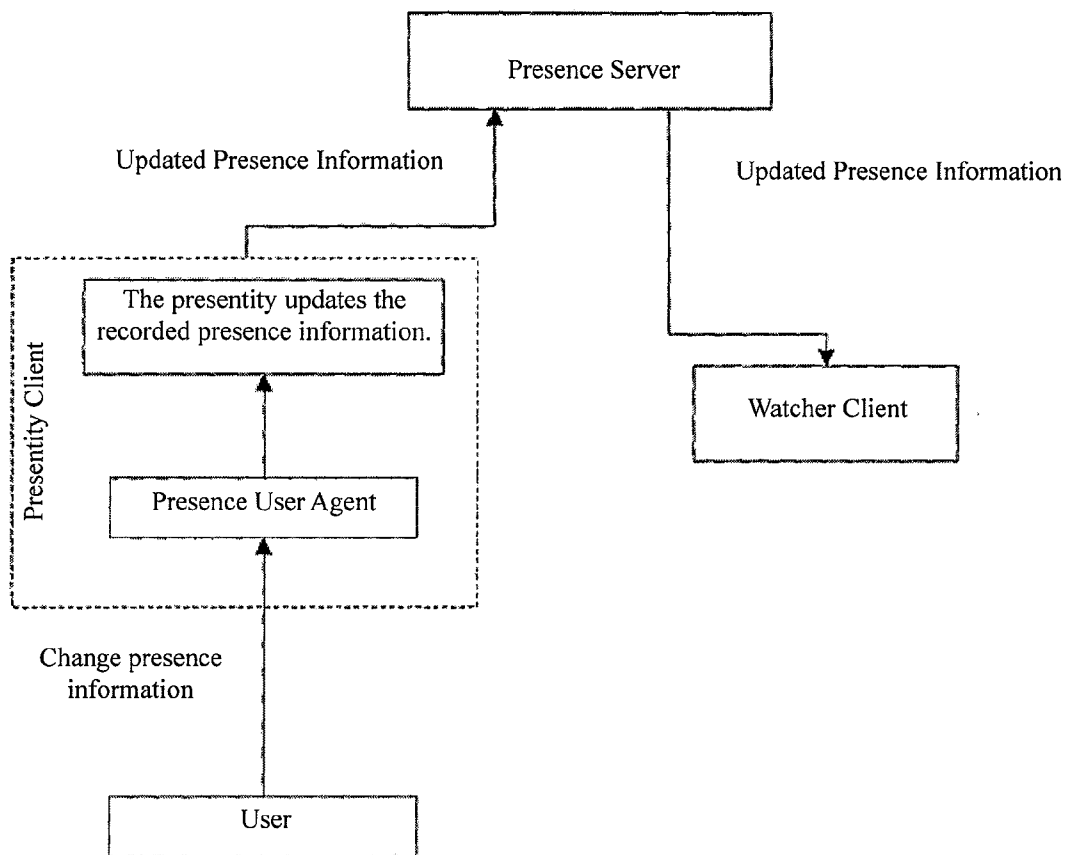 Presence Server
Updated Presence Information
Updated Presence Information
The presentity updates the
recorded presence information.
Presentity Client
Watcher Client
Presence User Agent
Change presence
information
User